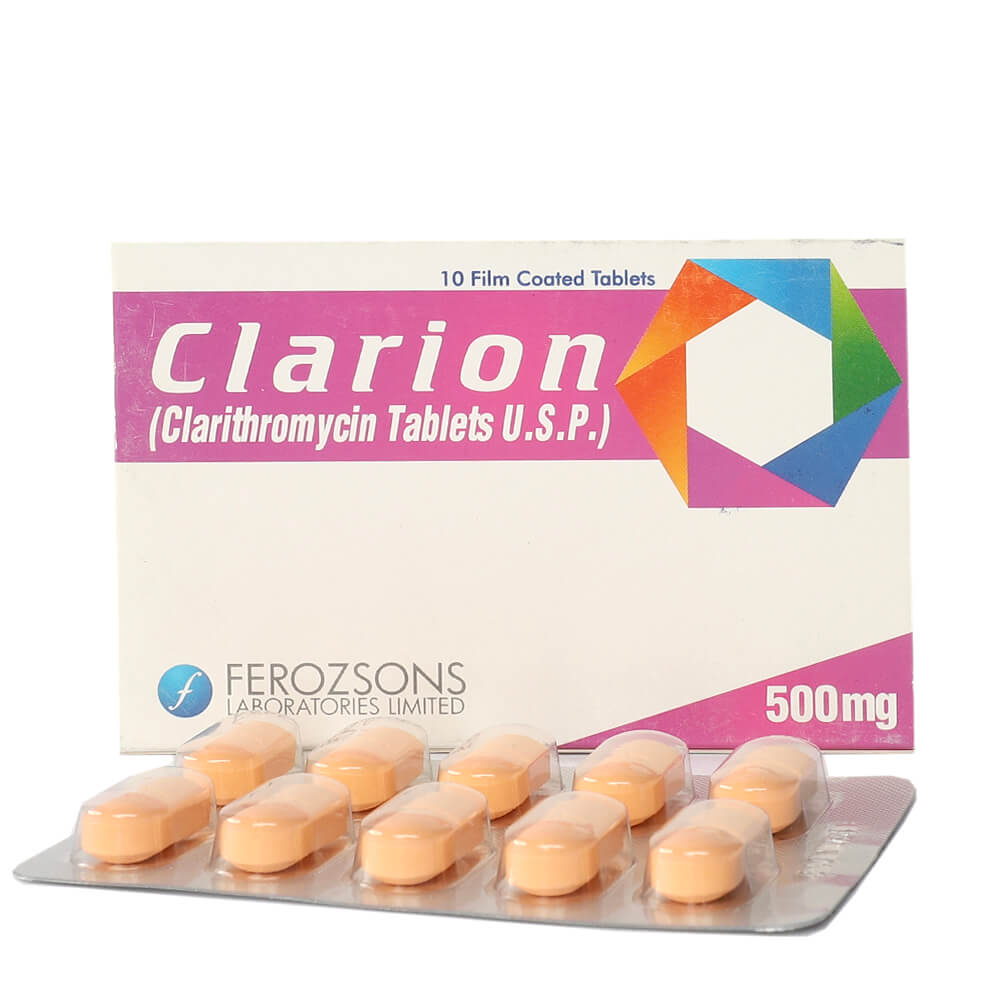 10 Film Coated Tablets
Clarion
(Clarithromycin Tablets U.S.P.)
f FEROZSONS
LABORATORIES LIMITED
500mg